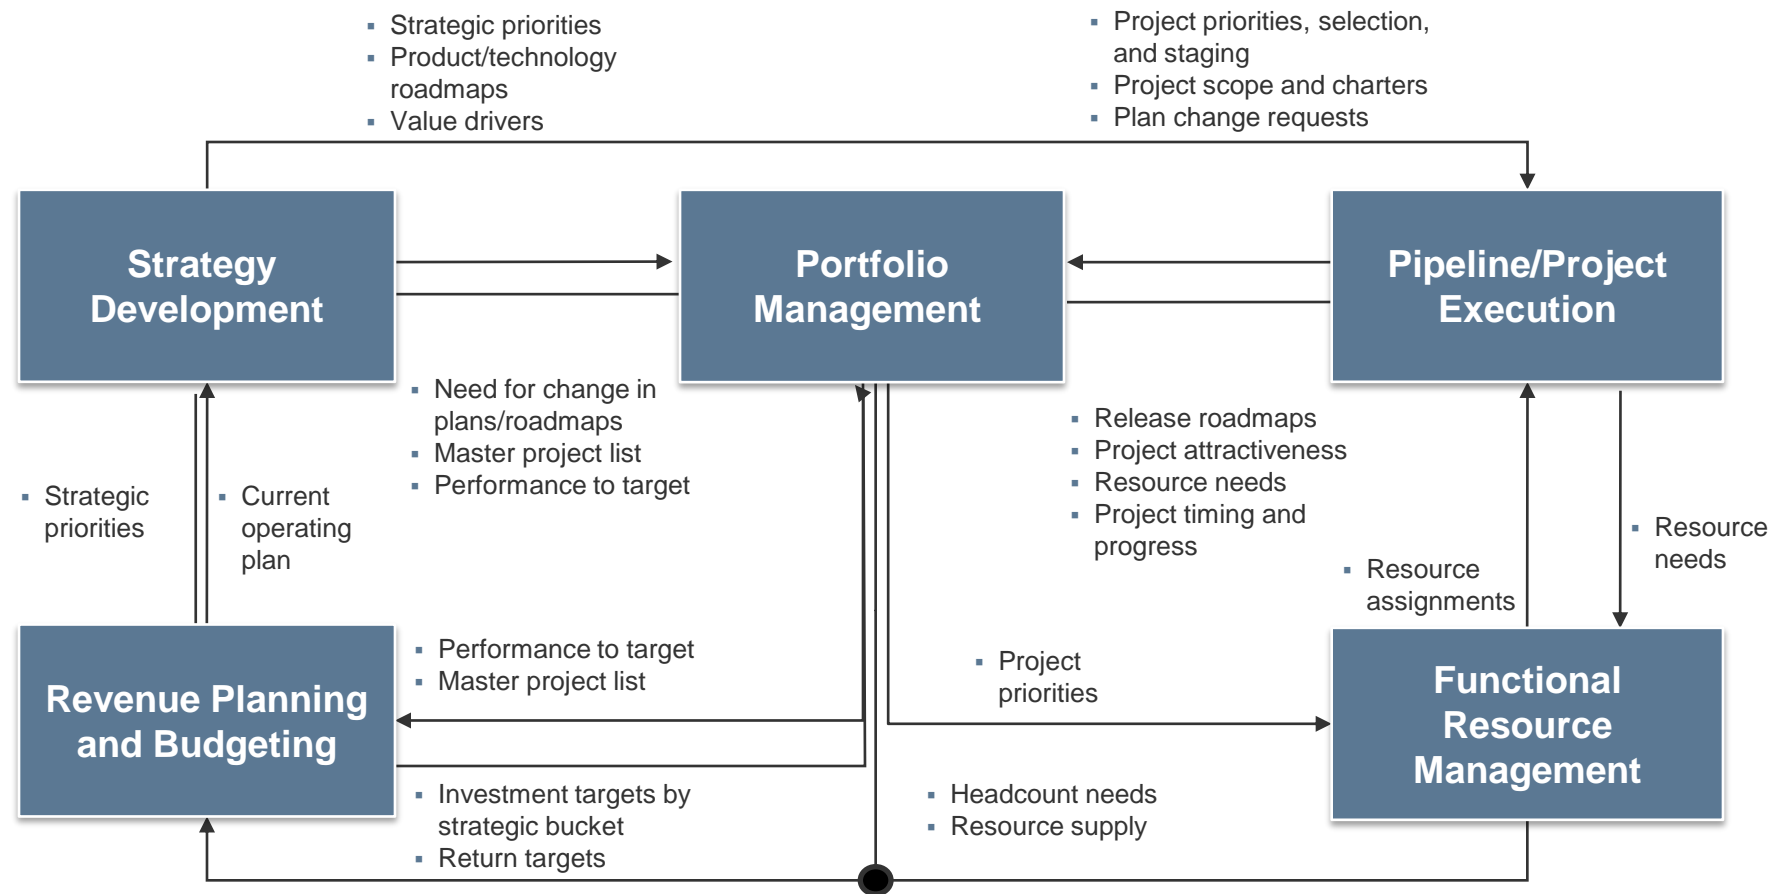 ▪ Strategic priorities
▪ Product/technology
roadmaps
▪ Value drivers
▪ Project priorities, selection,
and staging
▪ Project scope and charters
▪ Plan change requests
Strategy
Development
Portfolio
Management
Pipeline/Project
Execution
▪ Need for change in
plans/roadmaps
▪ Master project list
▪ Performance to target
▪ Release roadmaps
▪ Project attractiveness
▪ Resource needs
▪ Project timing and
progress
▪ Strategic
priorities
▪ Current
operating
plan
▪ Resource
assignments
▪ Resource
needs
Revenue Planning
and Budgeting
▪ Performance to target
▪ Master project list
▪ Project
priorities
Functional
Resource
Management
▪ Investment targets by
strategic bucket
▪ Return targets
▪ Headcount needs
▪ Resource supply